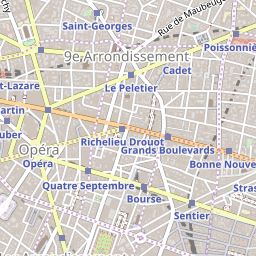 Saint-Georges
Rue de Maubeuge
Poissonniè
9e Arrondissement
Cadet
t-Lazare
Le Peletier
artin
Richelieu Drouot
uber
Opéra
Grands Boulevards
Opéra
Bonne Nouve
Quatre Septembre
Stras
Bourse
Sentier